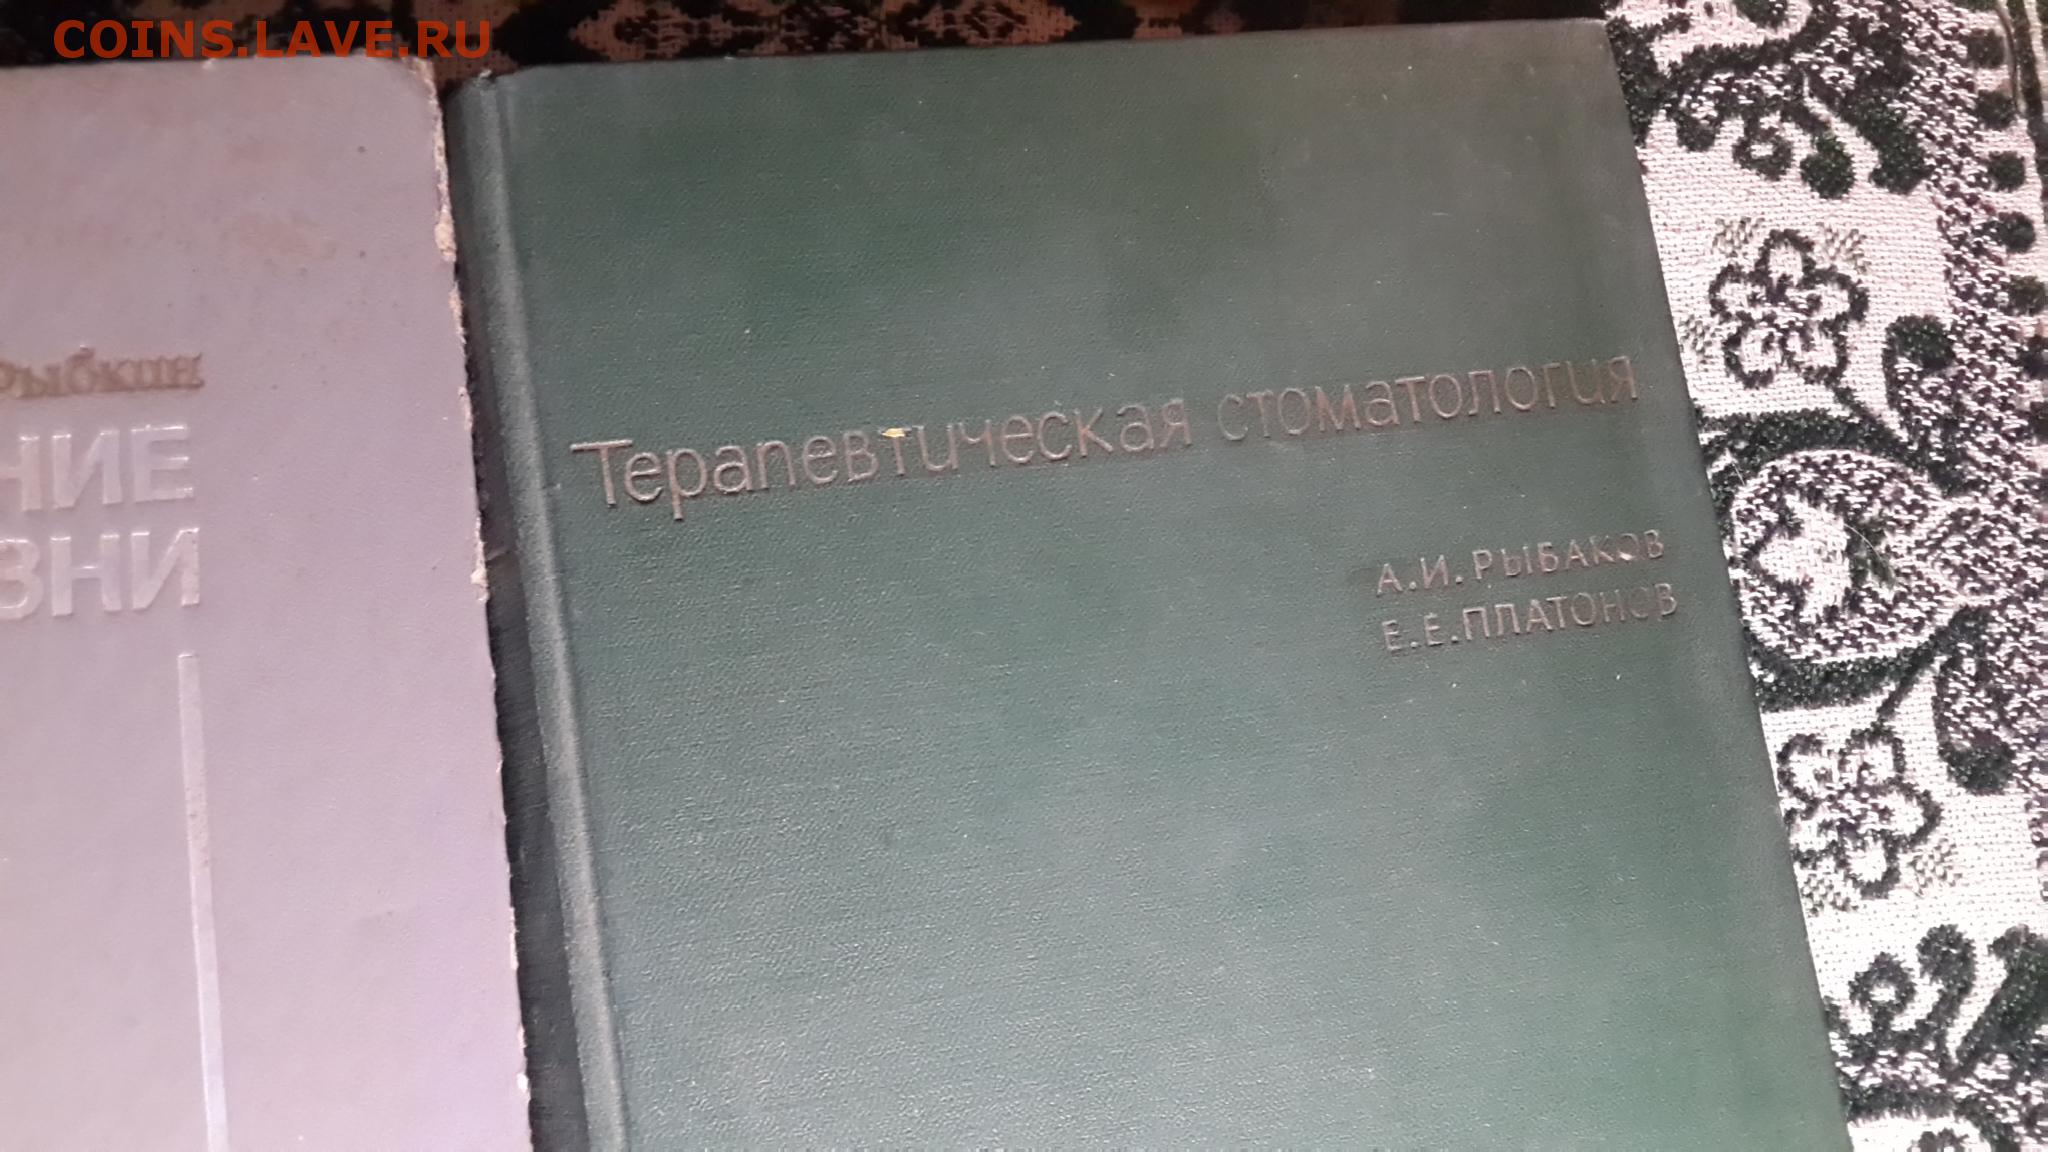 COINS.LAVE.RU
Рыбкин
НИЕ
ЗНИ
Терапевтическая стоматология
А.И.РЫБАКОВ
Е.Е.ПЛАТОНОВ